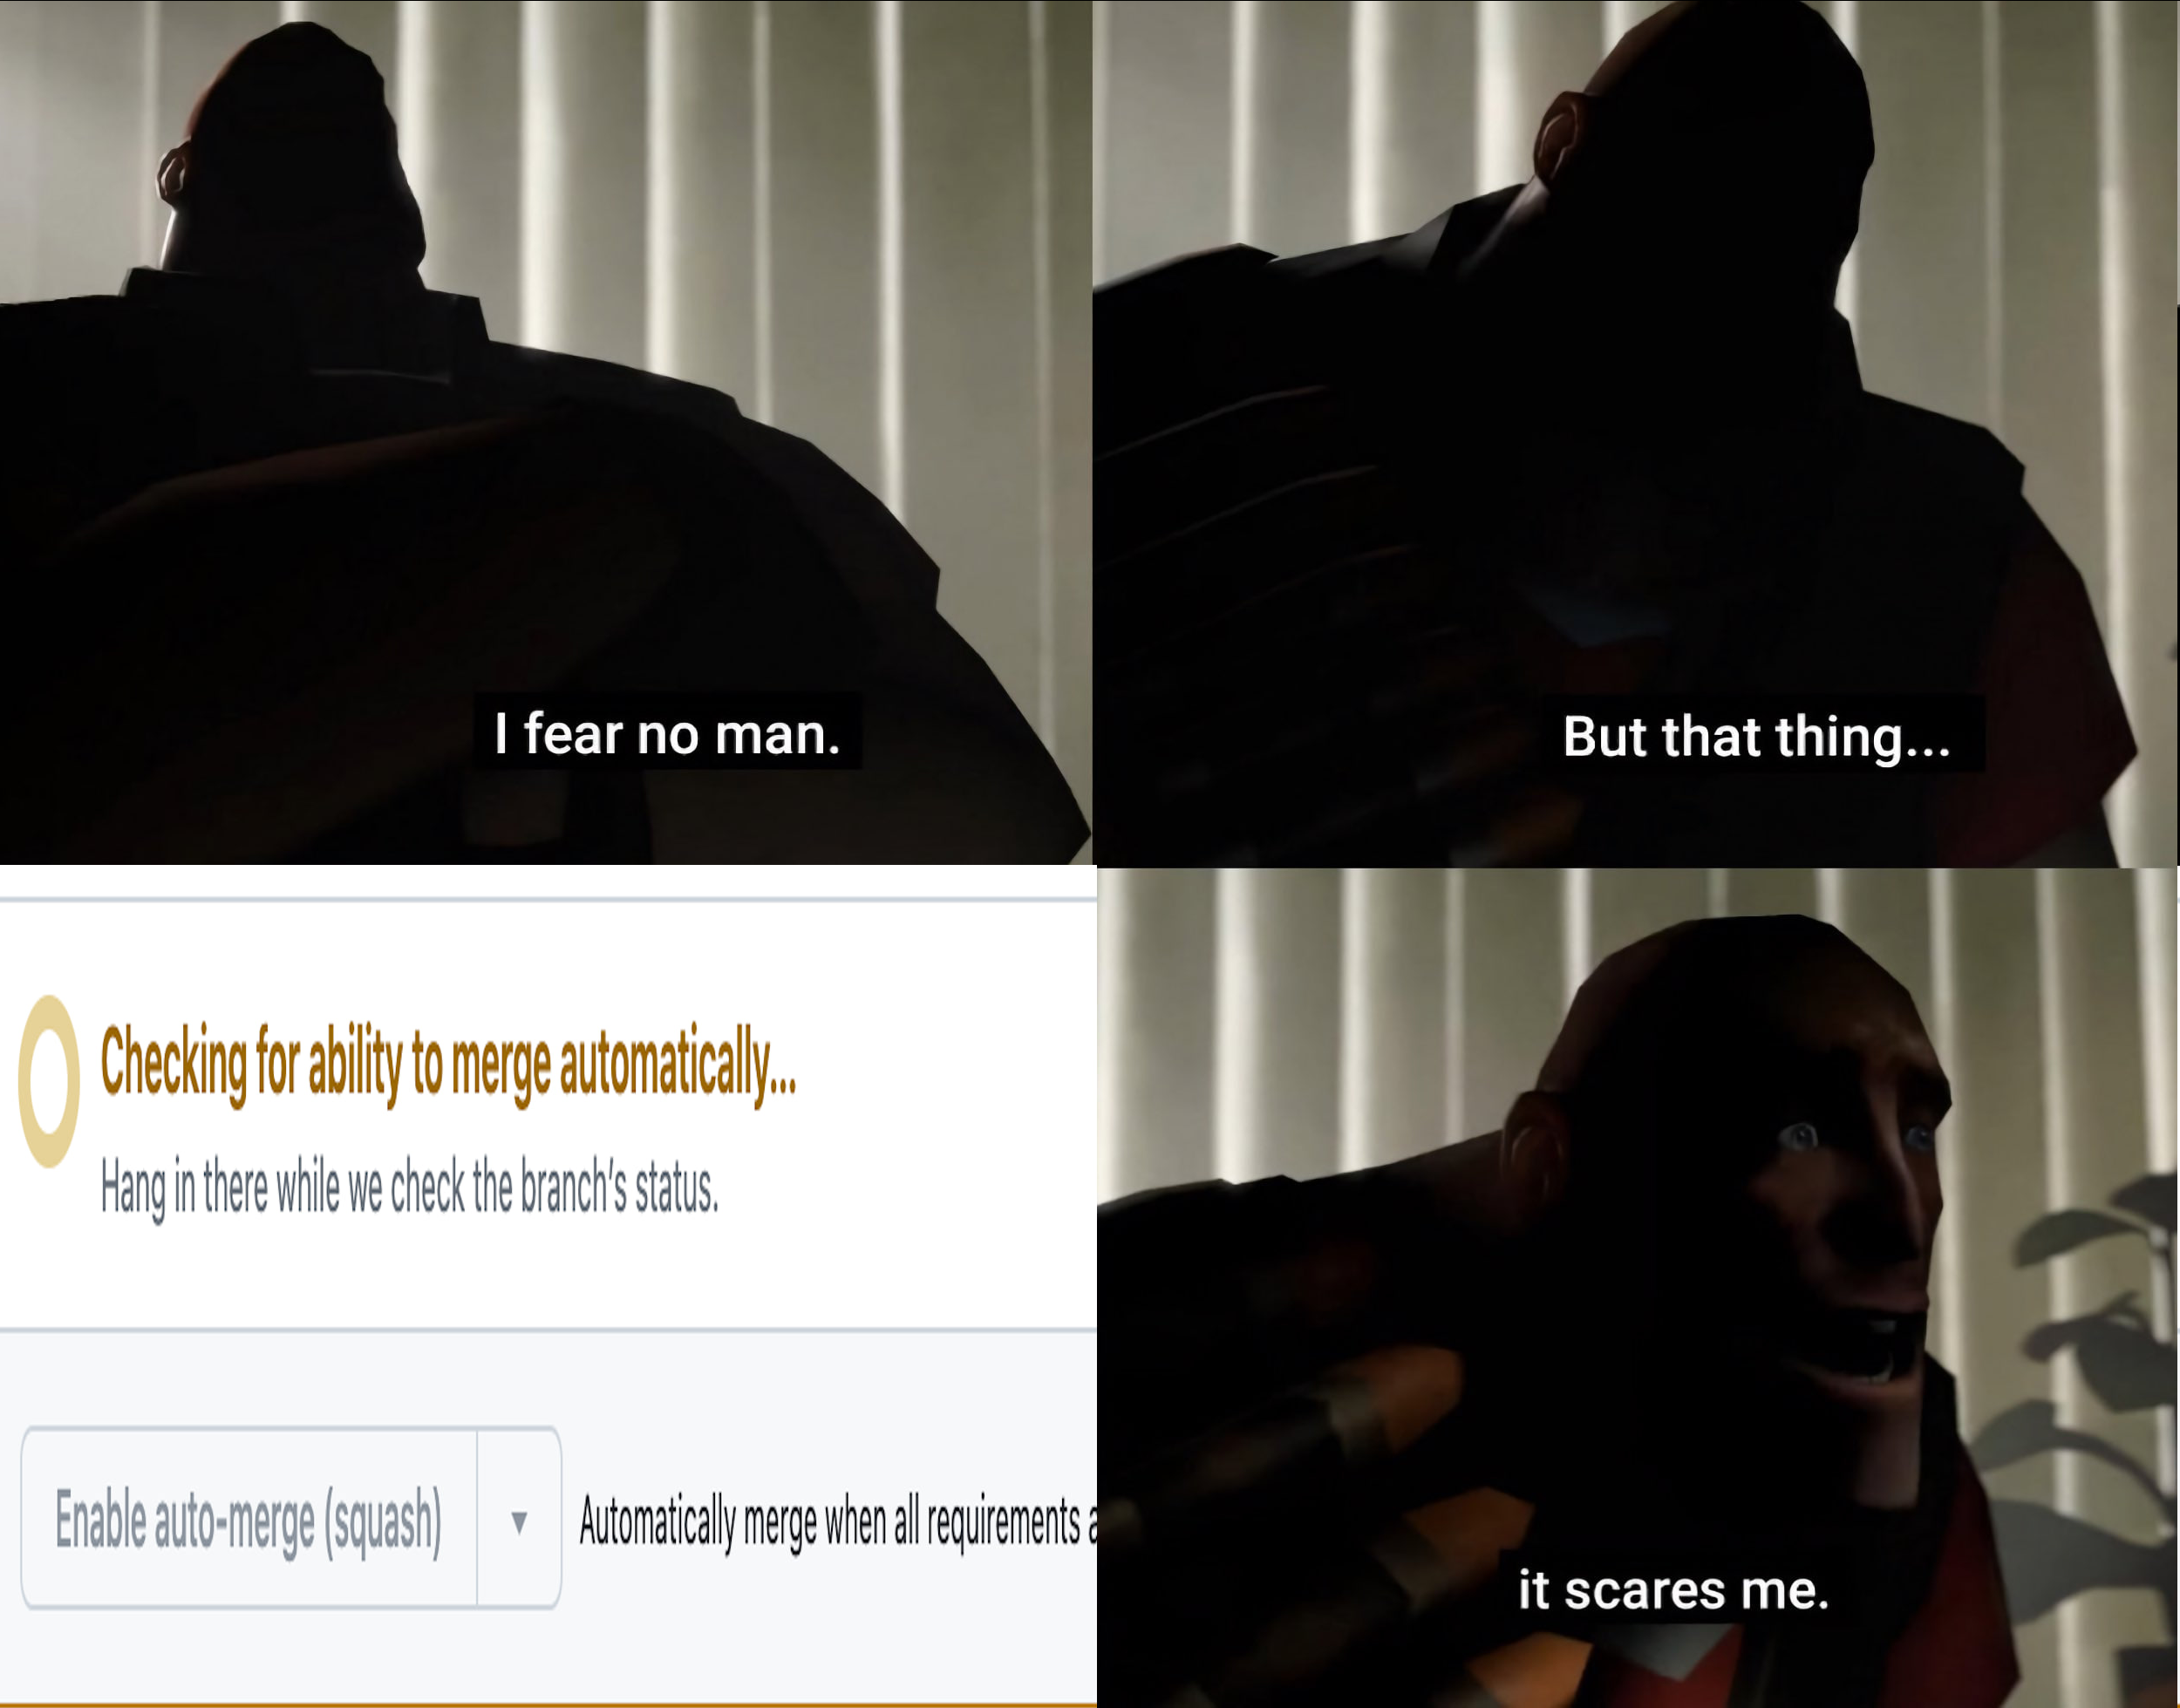 I fear no man.
But that thing...
Checking for ability to merge automatically...
Hang in there while we check the branch's status.
Enable auto-merge (squash)
Automatically merge when all requirements a
it scares me.